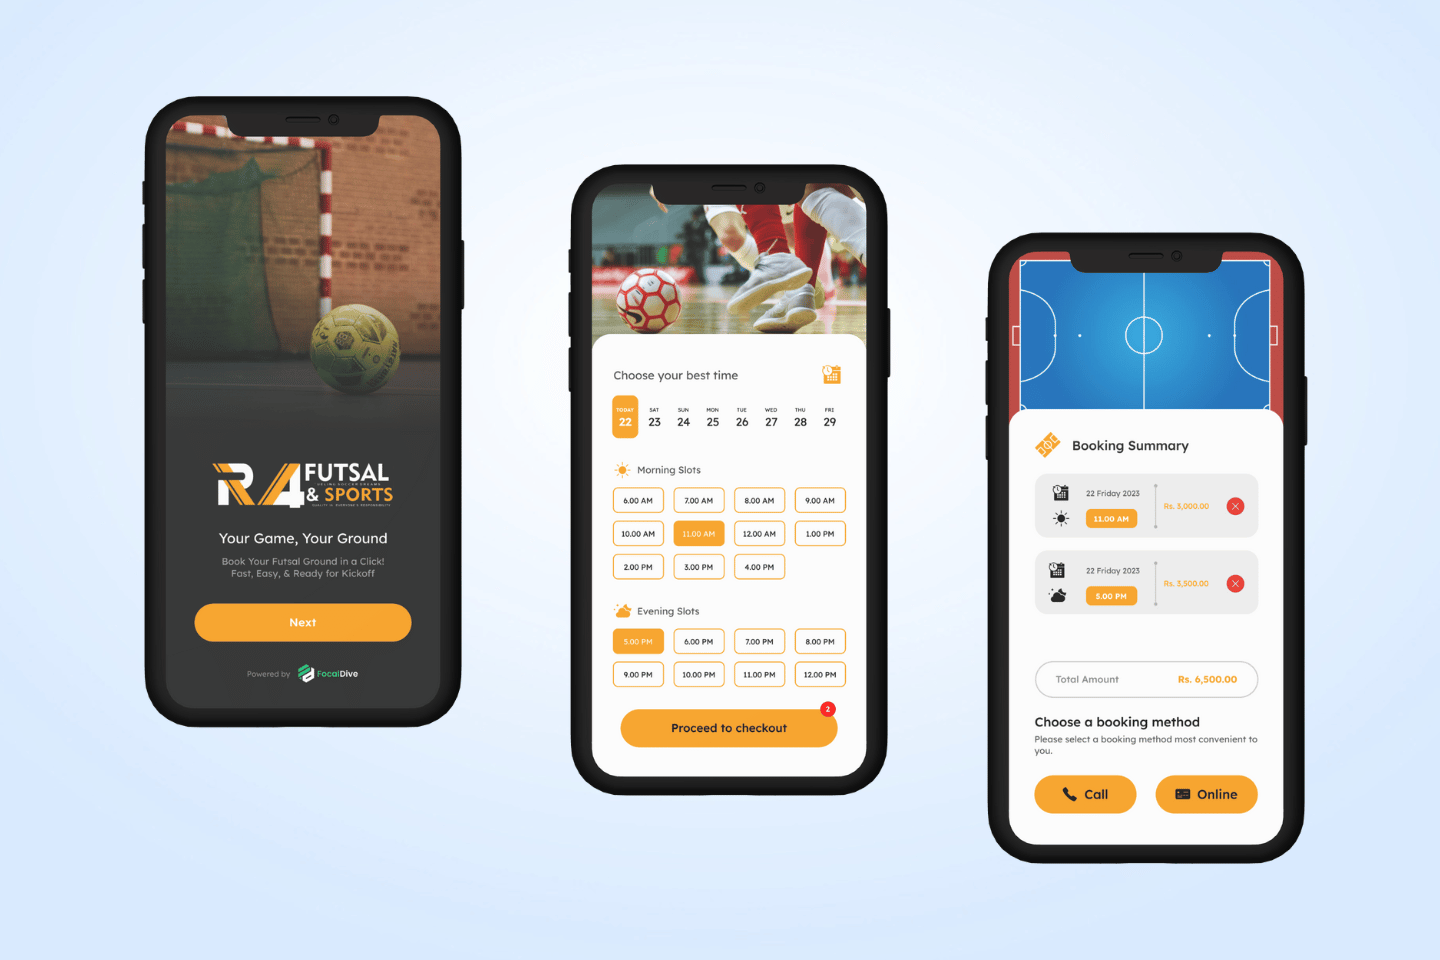 RA FUTSAL
& SPORTS
Your Game, Your Ground
Book Your Futsal Ground in a Click!
Fast, Easy, & Ready for Kickoff
Next
Powered by FocalDive
Choose your best time
TODAY SAT SUN MON TUE WED THU FRI
22 23 24 25 26 27 28 29
Morning Slots
6.00 AM 7.00 AM 8.00 AM 9.00 AM
10.00 AM 11.00 AM 12.00 AM 1.00 PM
2.00 PM 3.00 PM 4.00 PM
Evening Slots
5.00 PM 6.00 PM 7.00 PM 8.00 PM
9.00 PM 10.00 PM 11.00 PM 12.00 PM
2
Proceed to checkout
Booking Summary
22 Friday 2023
11.00 AM
Rs. 3,000.00
22 Friday 2023
5.00 PM
Rs. 3,500.00
Total Amount Rs. 6,500.00
Choose a booking method
Please select a booking method most convenient to
you.
Call Online